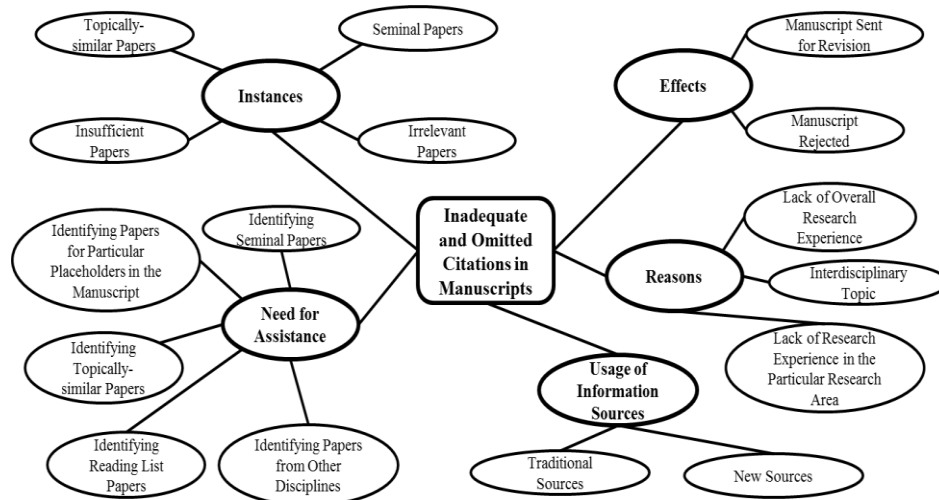 Topically-
similar Papers
Seminal Papers
Instances
Insufficient
Papers
Irrelevant
Papers
Manuscript Sent
for Revision
Effects
Manuscript
Rejected
Inadequate
and Omitted
Citations in
Manuscripts
Lack of Overall
Research
Experience
Reasons
Interdisciplinary
Topic
Lack of Research
Experience in the
Particular Research
Area
Identifying
Seminal Papers
Identifying Papers
for Particular
Placeholders in the
Manuscript
Need for
Assistance
Identifying
Topically-
similar Papers
Identifying
Reading List
Papers
Identifying Papers
from Other
Disciplines
Usage of
Information
Sources
Traditional
Sources
New Sources